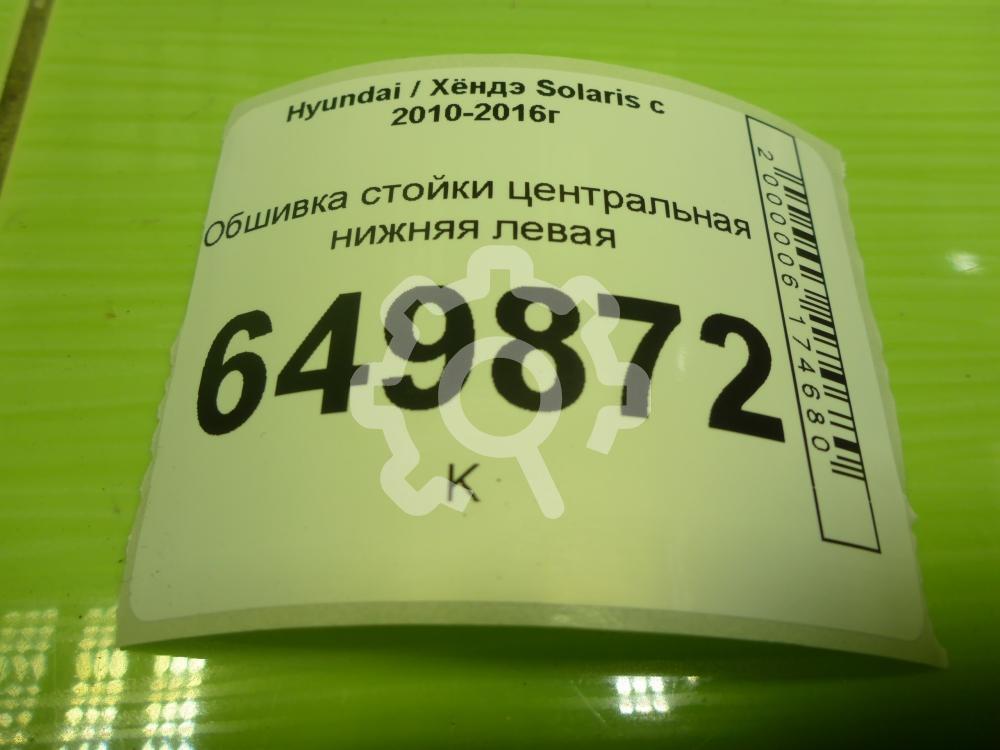 Hyundai / Хёндэ Solaris с
2010-2016г
Обшивка стойки центральная
нижняя левая
649872
К
2000006174680